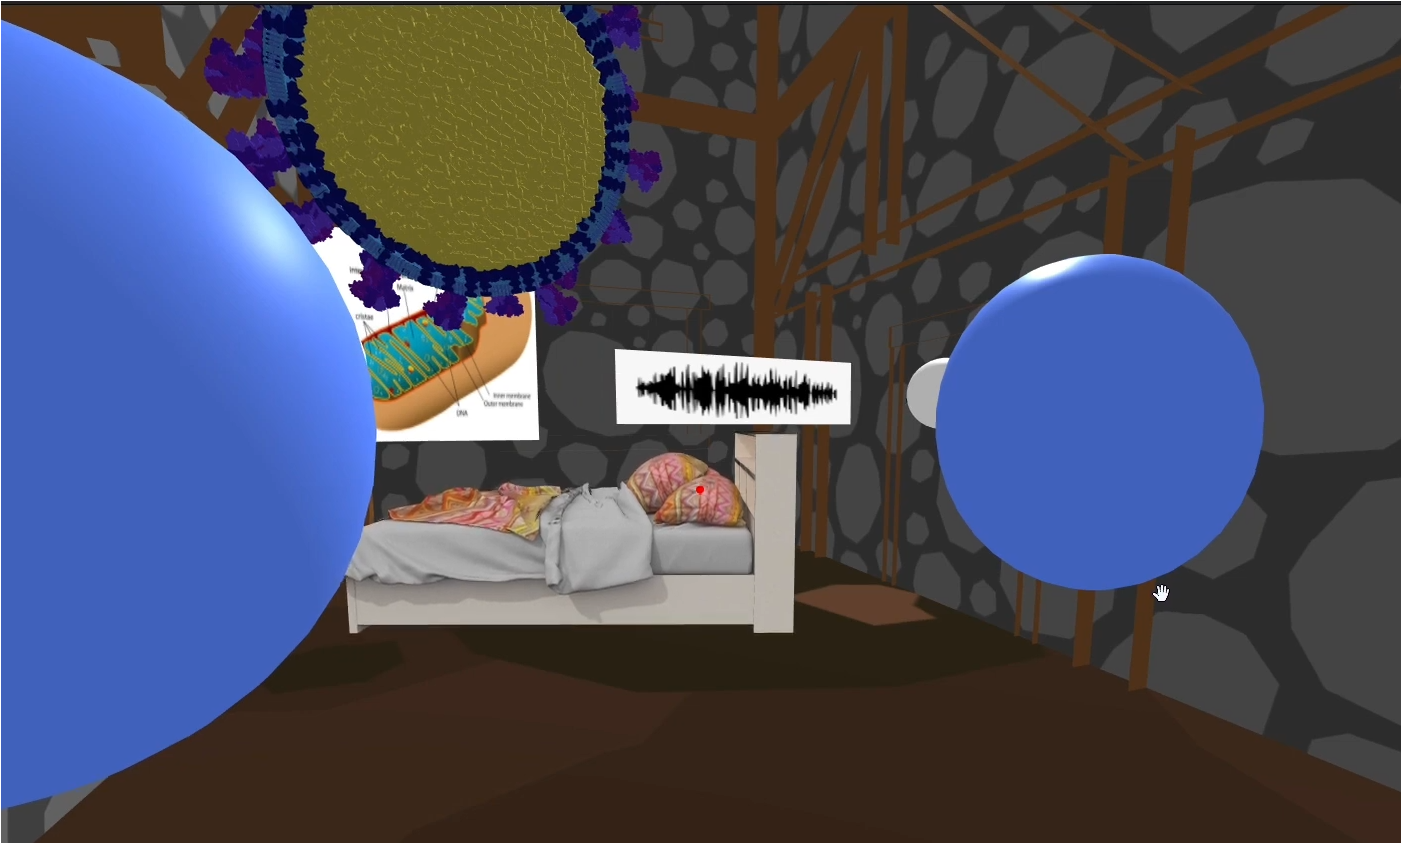 Matrix
cristae
Inner membrane
Outer membrane
DNA